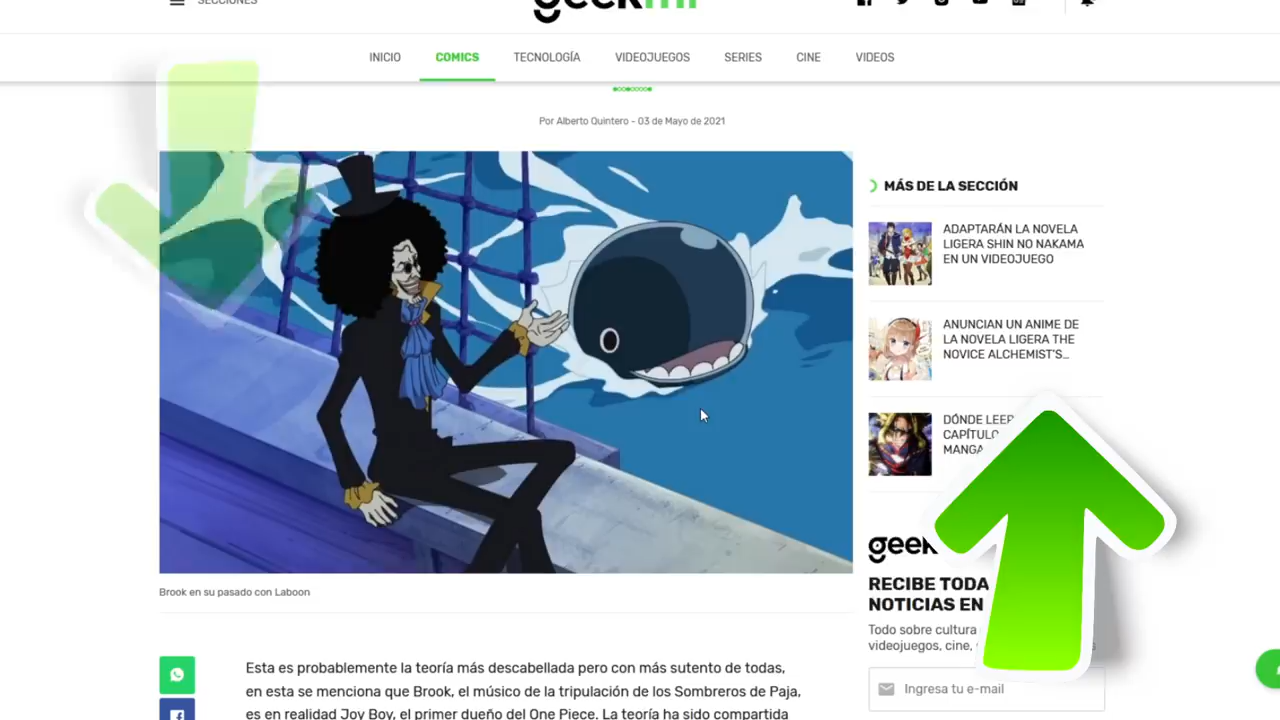 SECCIONES
geekmi
INICIO COMICS TECNOLOGÍA VIDEOJUEGOS SERIES CINE VIDEOS
Por Alberto Quintero - 03 de Mayo de 2021
MÁS DE LA SECCIÓN
ADAPTARÁN LA NOVELA
LIGERA SHIN NO NAKAMA
EN UN VIDEOJUEGO
ANUNCIAN UN ANIME DE
LA NOVELA LIGERA THE
NOVICE ALCHEMIST'S...
DÓNDE LEER
CAPÍTULO
MANGA
geek
RECIBE TODA
NOTICIAS EN
Todo sobre cultura
videojuegos, cine,
Ingresa tu e-mail
Brook en su pasado con Laboon
Esta es probablemente la teoría más descabellada pero con más sutento de todas,
en esta se menciona que Brook, el músico de la tripulación de los Sombreros de Paja,
es en realidad Joy Boy, el primer dueño del One Piece. La teoría ha sido compartida